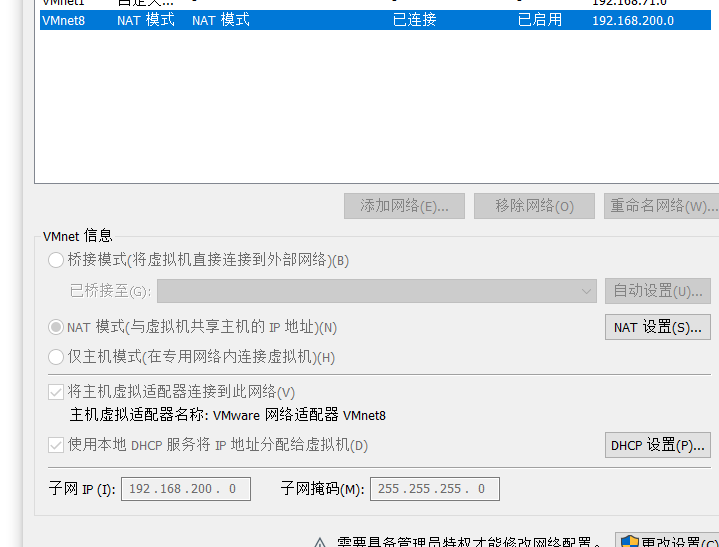 VMnet1 自定义... - - - 192.168.71.0
VMnet8 NAT 模式 NAT 模式 已连接 已启用 192.168.200.0
添加网络(E)... 移除网络(O) 重命名网络(W)...
VMnet 信息
桥接模式(将虚拟机直接连接到外部网络)(B)
已桥接至(G): 自动设置(U)...
NAT 模式(与虚拟机共享主机的 IP 地址)(N) NAT 设置(S)...
仅主机模式(在专用网络内连接虚拟机)(H)
将主机虚拟适配器连接到此网络(V)
主机虚拟适配器名称: VMware 网络适配器 VMnet8
使用本地 DHCP 服务将 IP 地址分配给虚拟机(D) DHCP 设置(P)...
子网 IP (I): 192 .168 .200 . 0 子网掩码(M): 255 .255 .255 . 0
需要具备管理员特权才能修改网络配置。 更改设置(C)